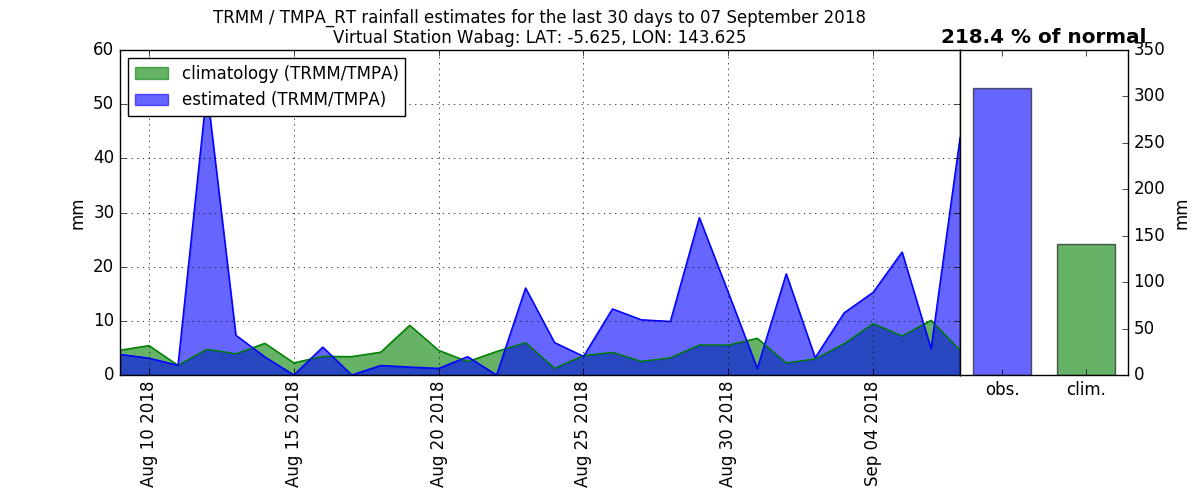 TRMM / TMPA_RT rainfall estimates for the last 30 days to 07 September 2018
Virtual Station Wabag: LAT: -5.625, LON: 143.625
218.4 % of normal
climatology (TRMM/TMPA)
estimated (TRMM/TMPA)
mm
60
50
40
30
20
10
0
Aug 10 2018
Aug 15 2018
Aug 20 2018
Aug 25 2018
Aug 30 2018
Sep 04 2018
obs.
clim.
350
300
250
200
150
100
50
0
mm